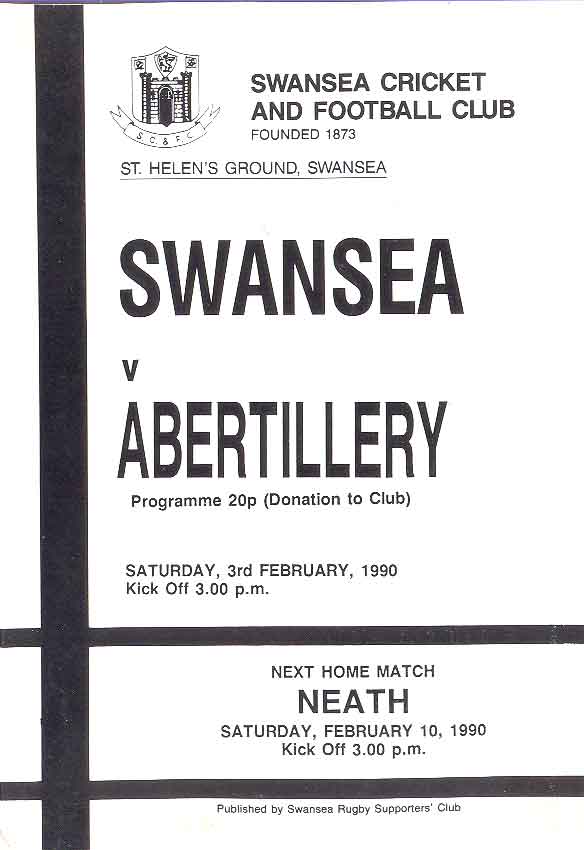 S.C & F.C
SWANSEA CRICKET
AND FOOTBALL CLUB
FOUNDED 1873
ST. HELEN'S GROUND, SWANSEA
SWANSEA
v
ABERTILLERY
Programme 20p (Donation to Club)
SATURDAY, 3rd FEBRUARY, 1990
Kick Off 3.00 p.m.
NEXT HOME MATCH
NEATH
SATURDAY, FEBRUARY 10, 1990
Kick Off 3.00 p.m.
Published by Swansea Rugby Supporters' Club